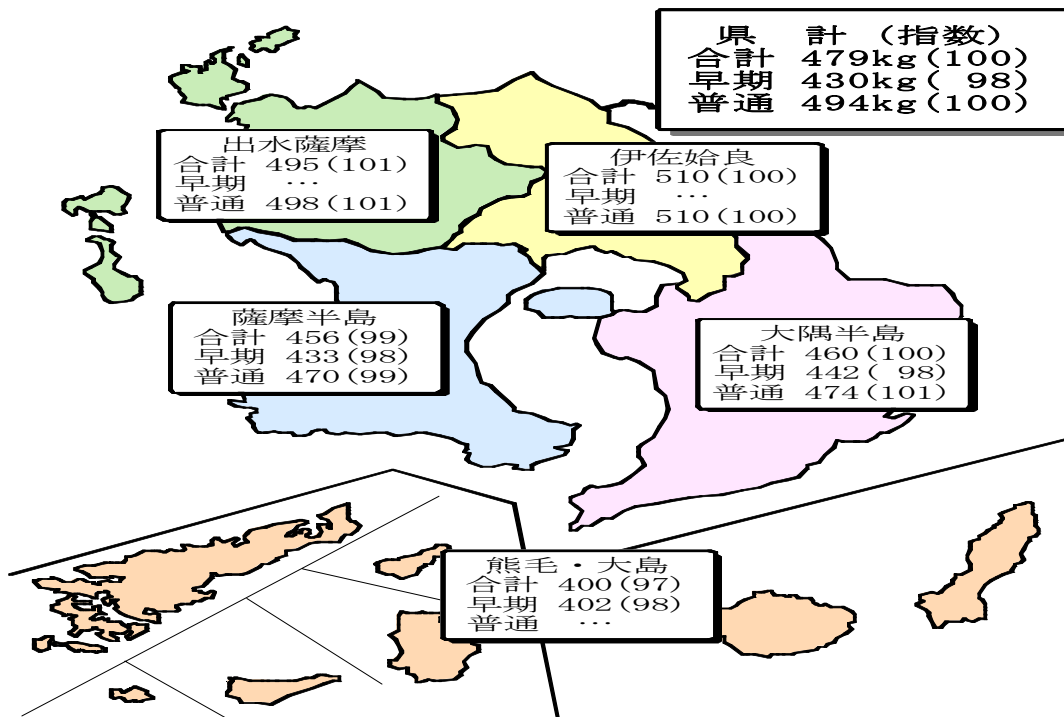 県 計 (指数)
合計 479kg(100)
早期 430kg( 98)
普通 494kg(100)
出水薩摩
合計 495(101)
早期 …
普通 498(101)
伊佐姶良
合計 510(100)
早期 …
普通 510(100)
薩摩半島
合計 456(99)
早期 433(98)
普通 470(99)
大隅半島
合計 460(100)
早期 442( 98)
普通 474(101)
熊毛・大島
合計 400(97)
早期 402(98)
普通 …